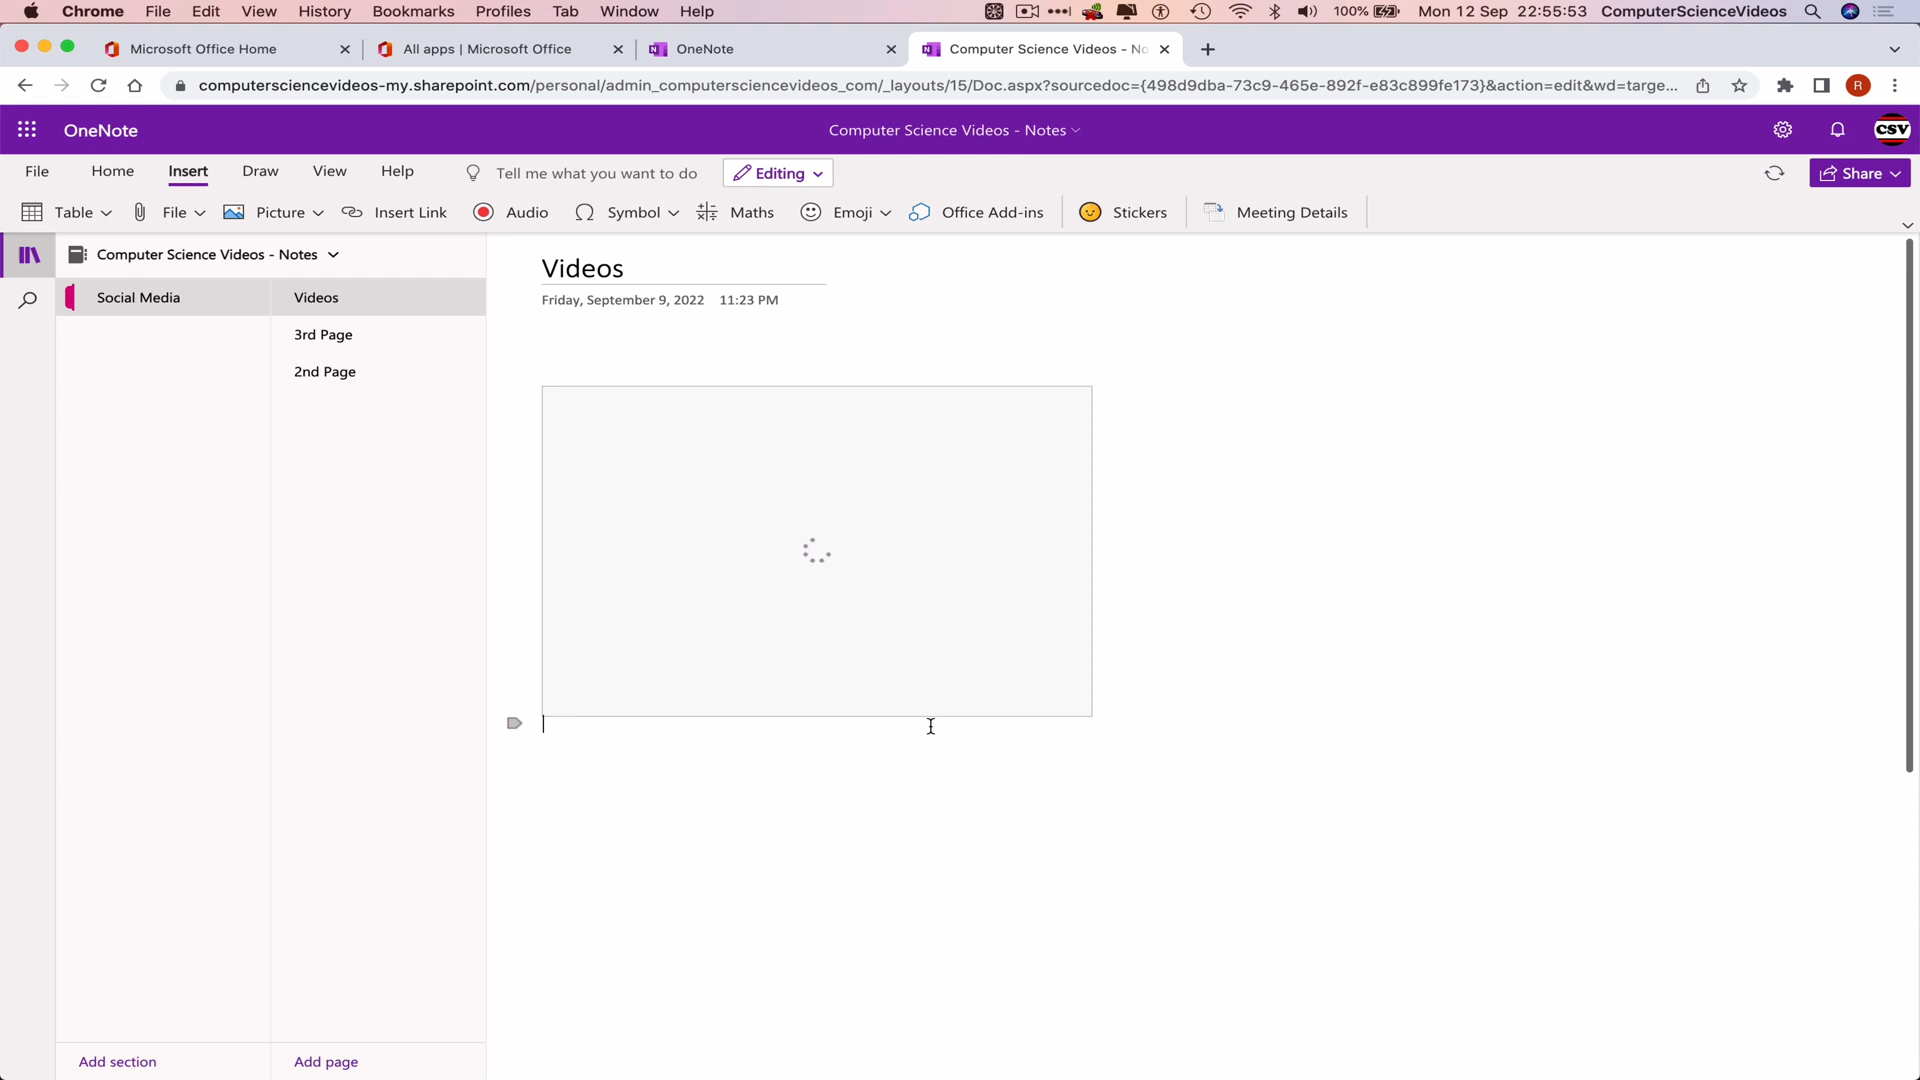 Chrome File Edit View History Bookmarks Profiles Tab Window Help 100% Mon 12 Sep 22:55:53 ComputerScienceVideos
Microsoft Office Home All apps | Microsoft Office OneNote Computer Science Videos - No
computersciencevideos-my.sharepoint.com/personal/admin_computersciencevideos_com/_layouts/15/Doc.aspx?sourcedoc={498d9dba-73c9-465e-892f-e83c899fe173}&action=edit&wd=targe... R
OneNote Computer Science Videos - Notes CSV
File Home Insert Draw View Help Tell me what you want to do Editing Share
Table File Picture Insert Link Audio Symbol Maths Emoji Office Add-ins Stickers Meeting Details
Computer Science Videos - Notes
Social Media
Videos
3rd Page
2nd Page
Videos
Friday, September 9, 2022 11:23 PM
Add section Add page